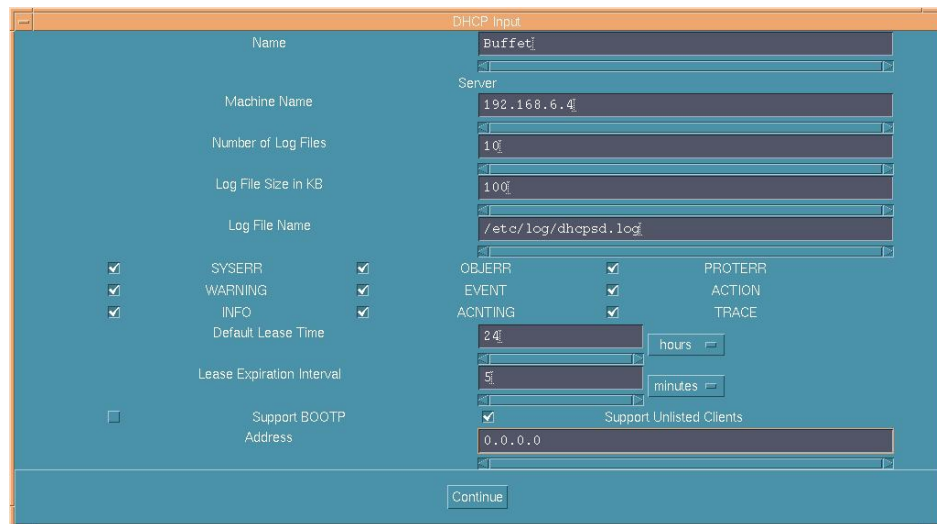 DHCP Input
Name Buffet
Server
Machine Name 192.168.6.4
Number of Log Files 10
Log File Size in KB 100
Log File Name /etc/log/dhcpsd.log
SYSERR OBJERR PROTERR
WARNING EVENT ACTION
INFO ACNTING TRACE
Default Lease Time 24 hours
Lease Expiration Interval 5 minutes
Support BOOTP Support Unlisted Clients
Address 0.0.0.0
Continue